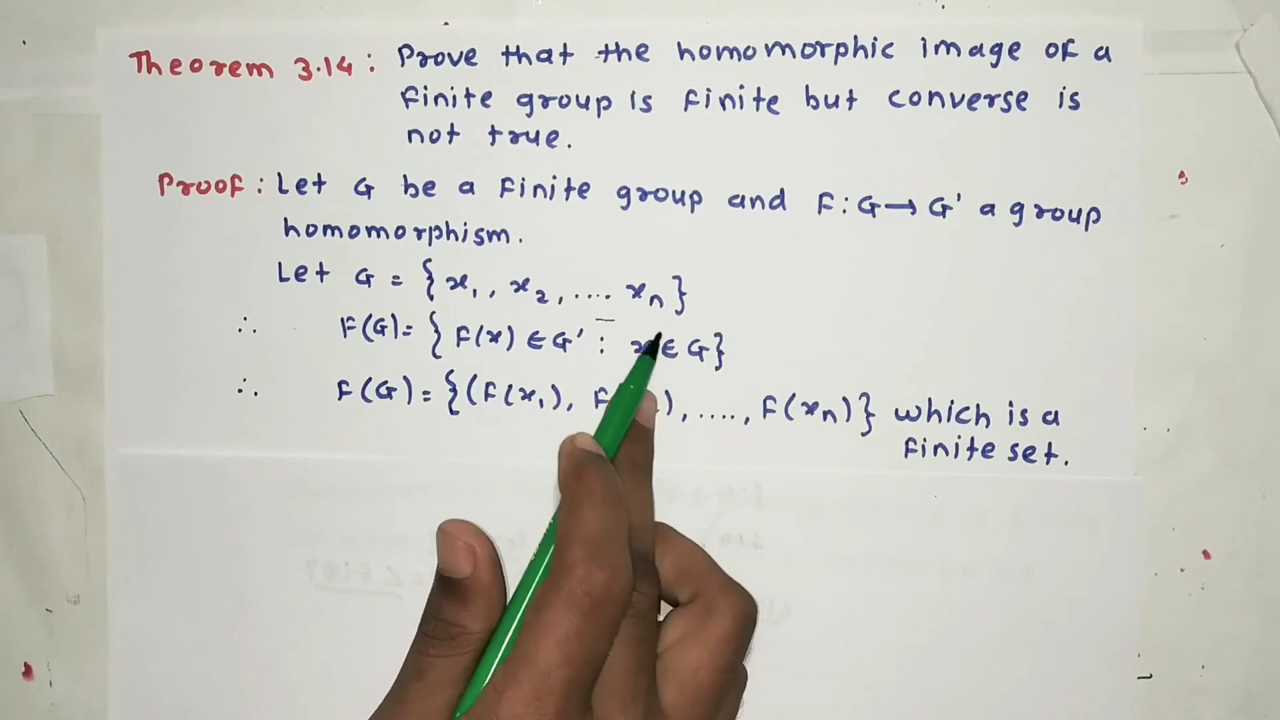 Theorem 3.14: Prove that the homomorphic image of a
finite group is finite but converse is
not true.
Proof: Let G be a finite group and F: G → G' a group
homomorphism.
Let G = {x₁, x₂, .... xₙ}
∴ F(G) = { F(x) ∈ G' : x ∈ G}
∴ F(G) = {(F(x₁), ), ...., F(xₙ)} which is a
finite set.